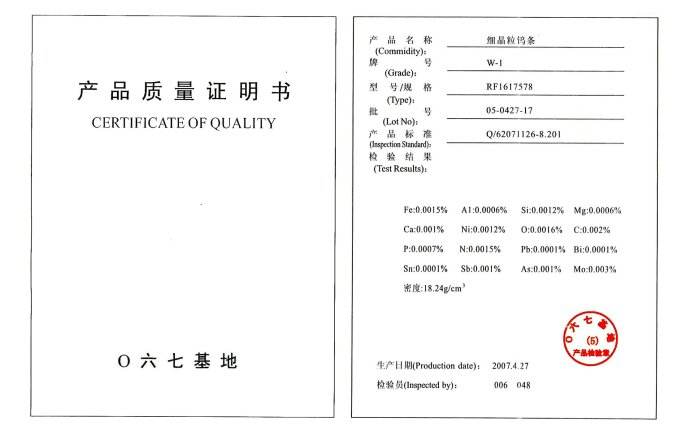 产品质量证明书
CERTIFICATE OF QUALITY
O六七基地
产品名称 细晶粒钨条
(Commidity):
牌号 W-1
(Grade):
型号/规格 RF1617578
(Type):
批号 05-0427-17
(Lot No):
产品标准 Q/62071126-8.201
(Inspection Standard):
检验结果
(Test Results):
Fe:0.0015% A1:0.0006% Si:0.0012% Mg:0.0006%
Ca:0.001% Ni:0.0012% O:0.0016% C:0.002%
P:0.0007% N:0.0015% Pb:0.0001% Bi:0.0001%
Sn:0.0001% Sb:0.001% As:0.001% Mo:0.003%
密度:18.24g/cm³
O六七基地
(5)
产品检验章
生产日期(Production date): 2007.4.27
检验员(Inspected by): 006 048